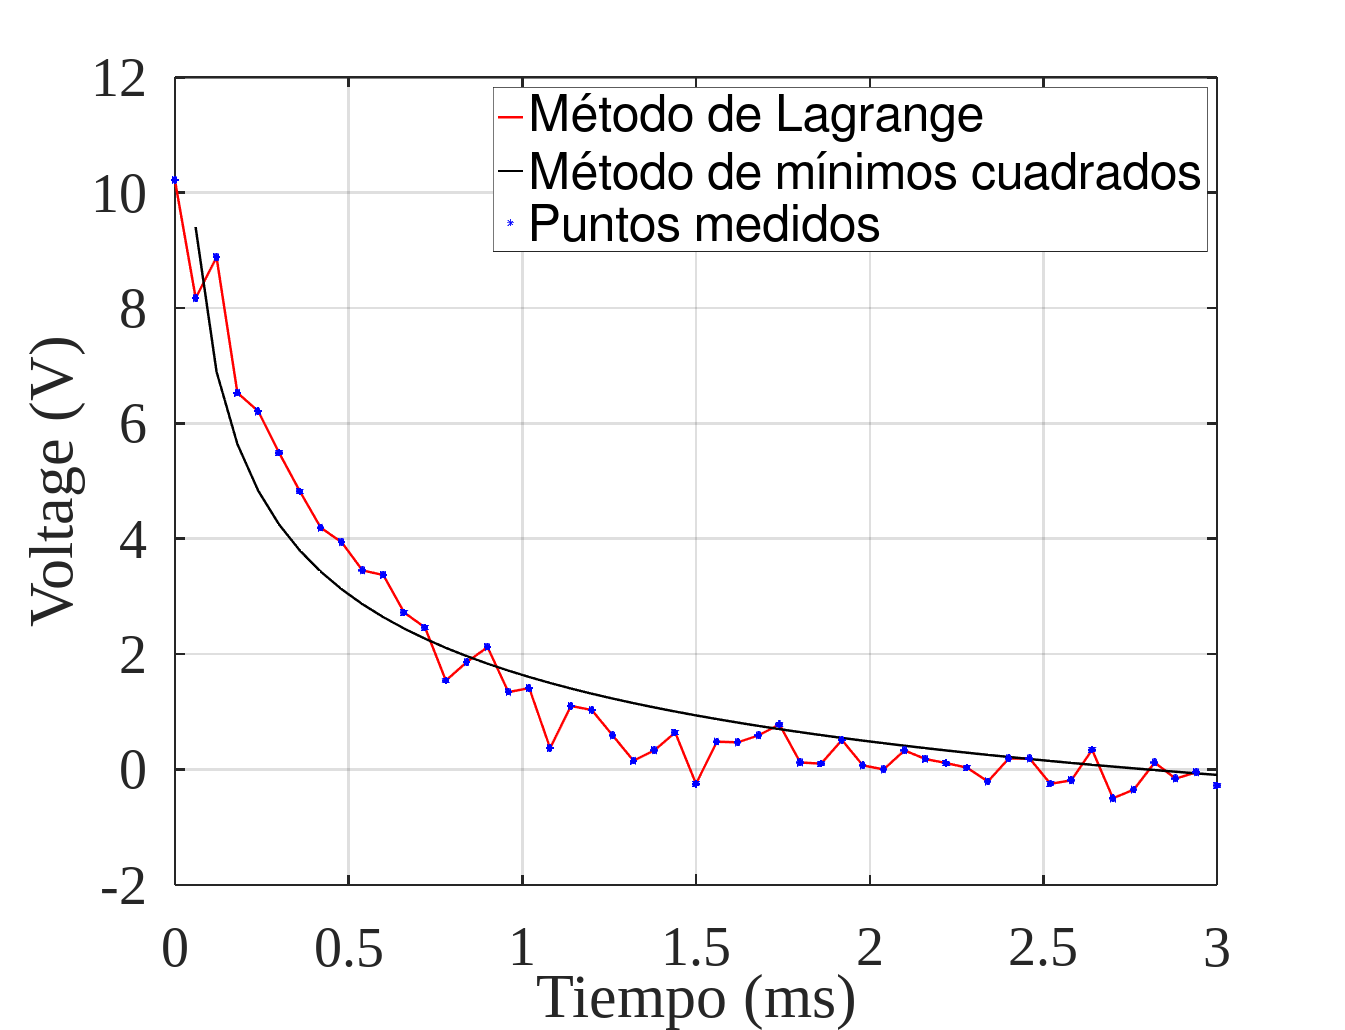 12
Método de Lagrange
Método de mínimos cuadrados
Puntos medidos
10
8
6
4
2
0
-2
Voltage (V)
0 0.5 1 1.5 2 2.5 3
Tiempo (ms)